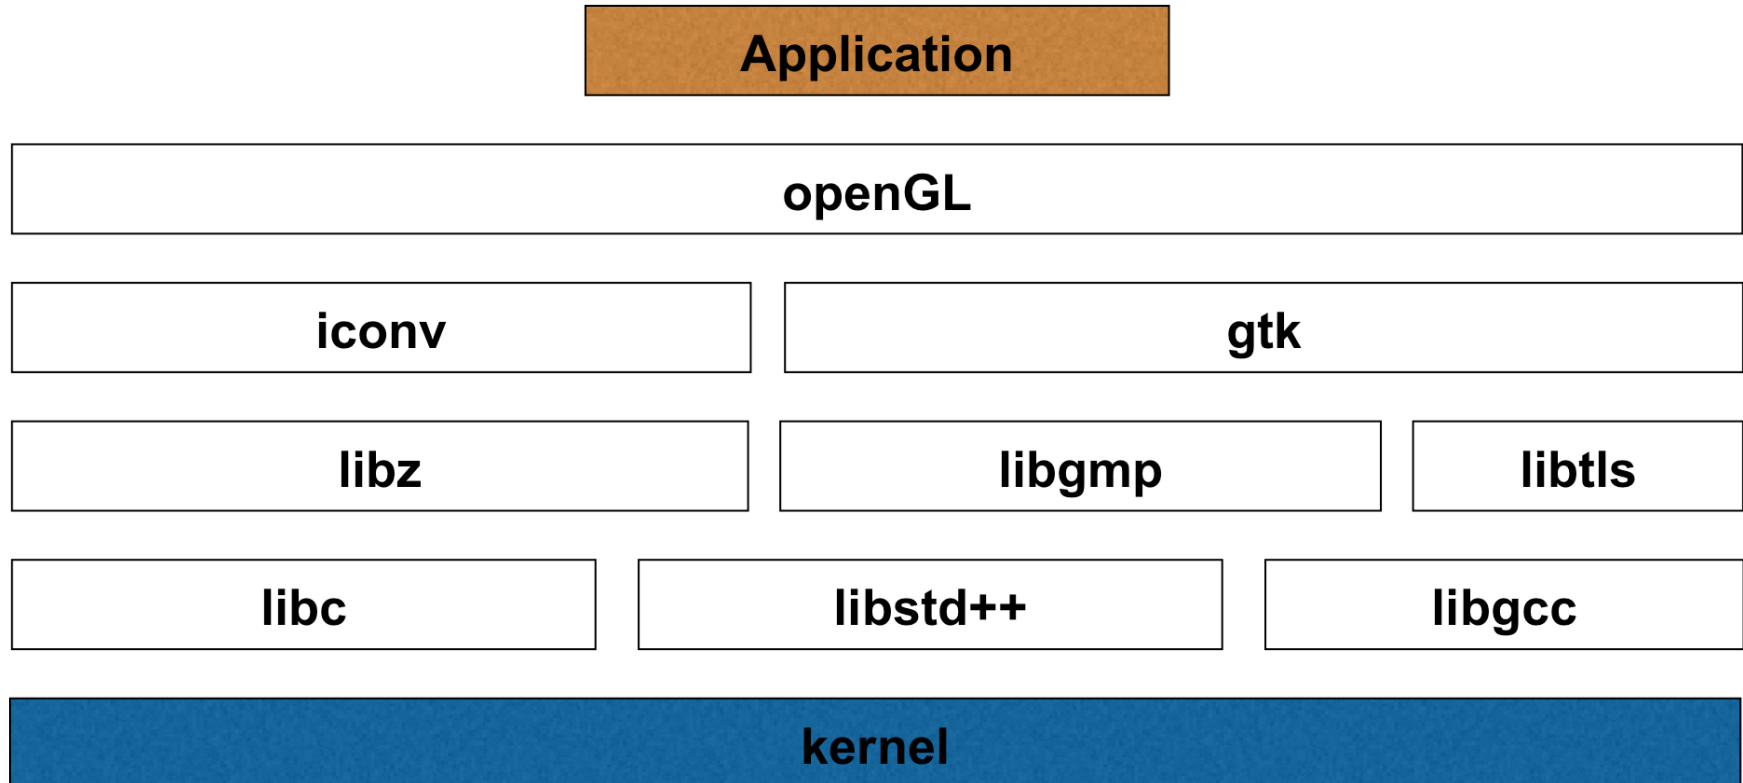 Application
openGL
iconv
gtk
libz
libgmp
libtls
libc
libstd++
libgcc
kernel